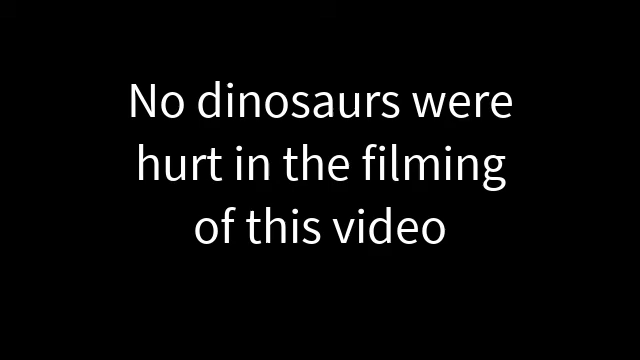 No dinosaurs were
hurt in the filming
of this video